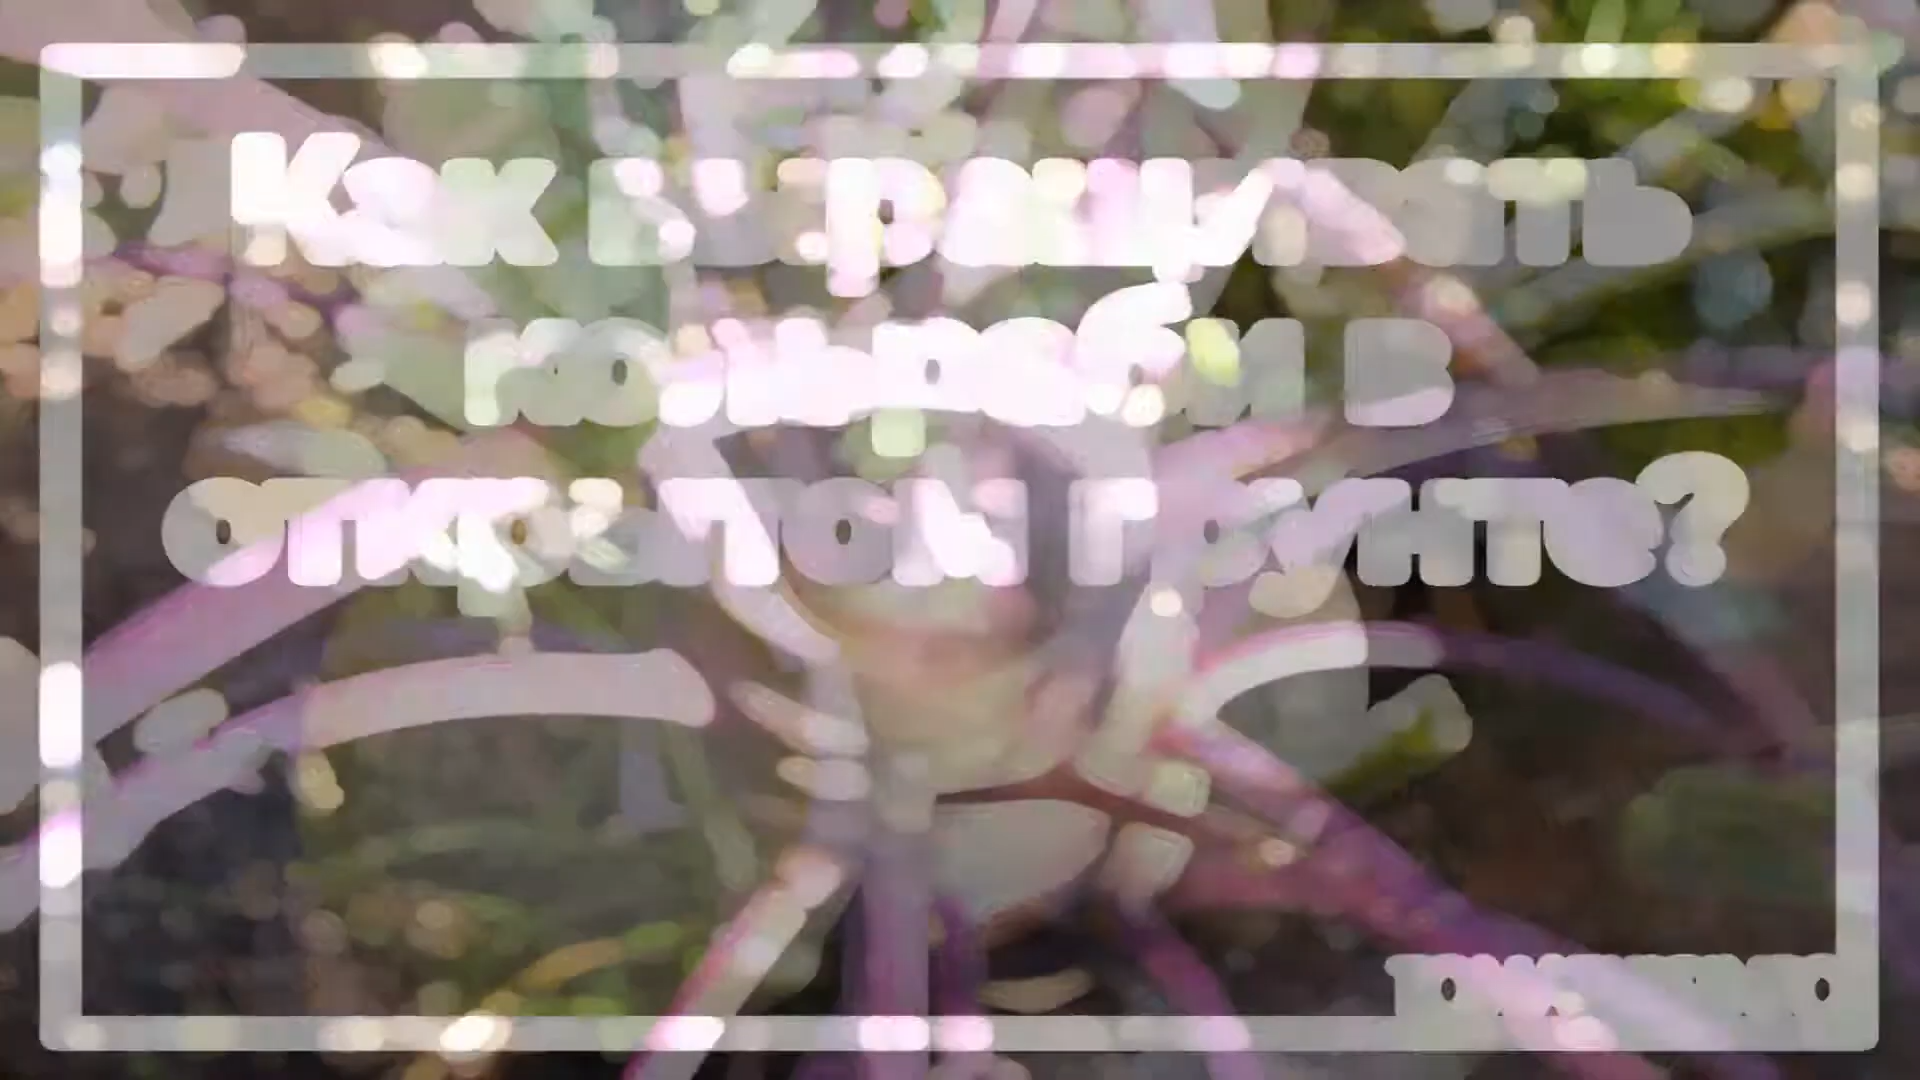 Как выращивать
кольраби в
открытом грунте?